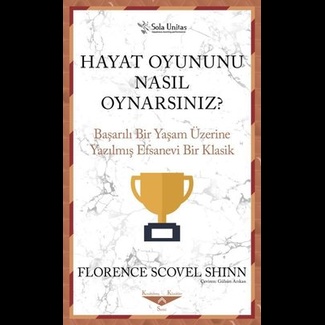 Sola Unitas
HAYAT OYUNUNU
NASIL
OYNARSINIZ?
Başarılı Bir Yaşam Üzerine
Yazılmış Efsanevi Bir Klasik
FLORENCE SCOVEL SHINN
Çeviren: Gülsün Arıkan